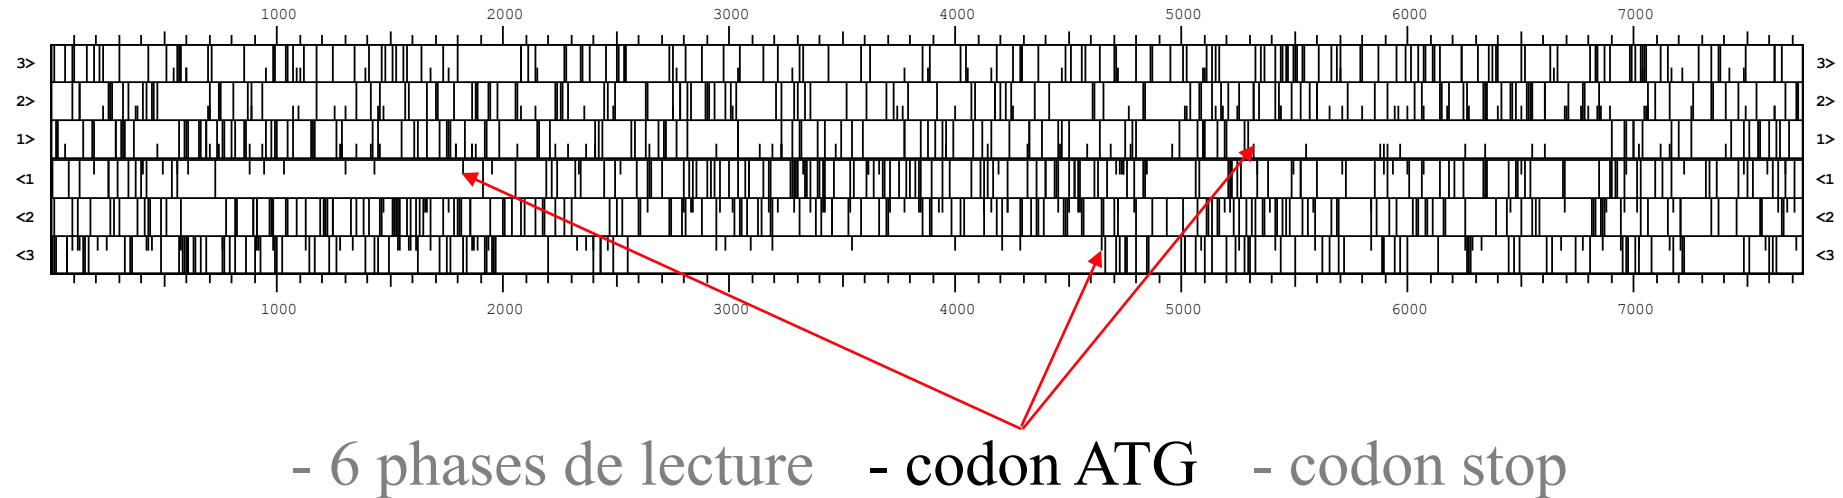 1000 2000 3000 4000 5000 6000 7000
3> 3>
2> 2>
1> 1>
<1 <1
<2 <2
<3 <3
1000 2000 3000 4000 5000 6000 7000
- 6 phases de lecture - codon ATG - codon stop